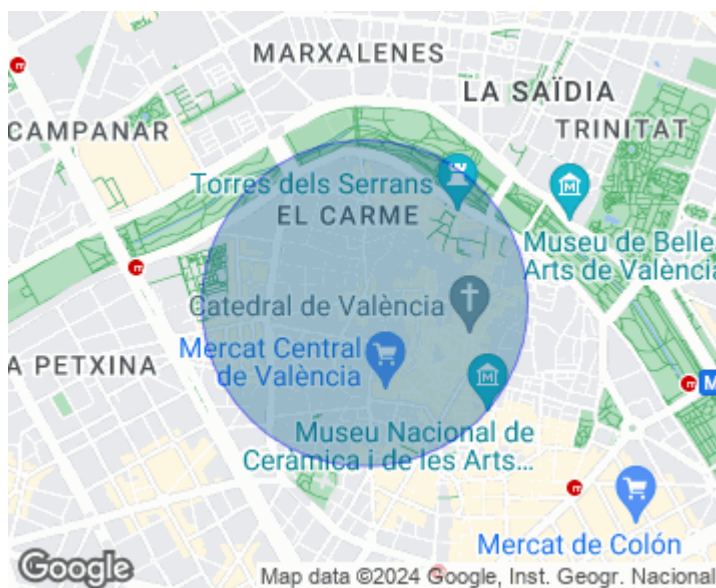 MARXALENES
LA SAÏDIA
CAMPANAR
TRINITAT
Torres dels Serrans
EL CARME
Museu de Belle
Arts de València
Catedral de València
Mercat Central
de València
A PETXINA
M
Museu Nacional de
Ceràmica i de les Arts...
Mercat de Colón
Google
Map data ©2024 Google, Inst. Geogr. Nacional